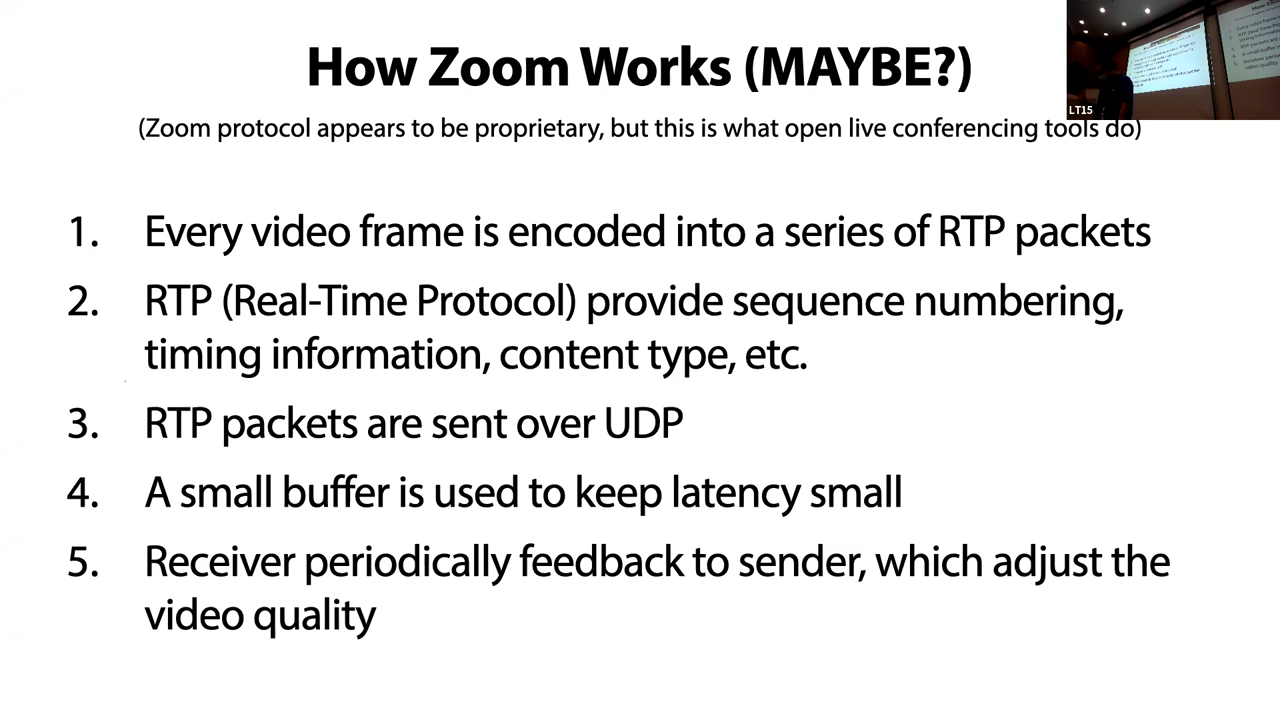 How Zoom Works (MAYBE?)
(Zoom protocol appears to be proprietary, but this is what open live conferencing tools do)
1. Every video frame is encoded into a series of RTP packets
2. RTP (Real-Time Protocol) provide sequence numbering,
timing information, content type, etc.
3. RTP packets are sent over UDP
4. A small buffer is used to keep latency small
5. Receiver periodically feedback to sender, which adjust the
video quality
LT15